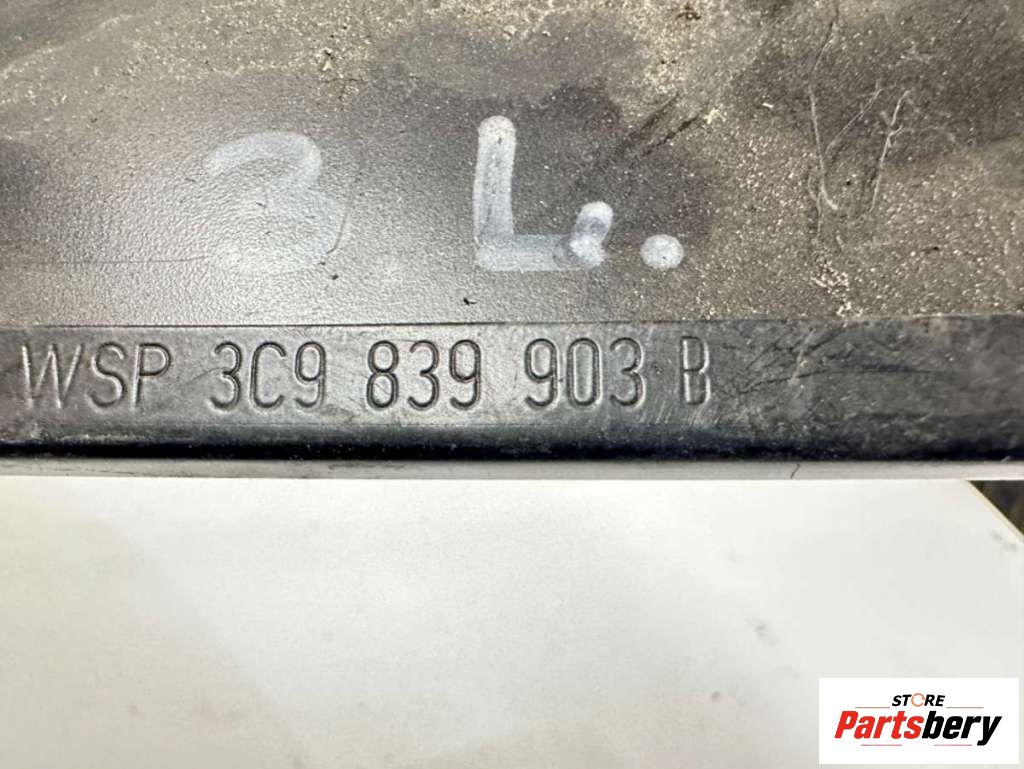 3 L.
WSP 3C9 839 903 B
STORE
Partsbery